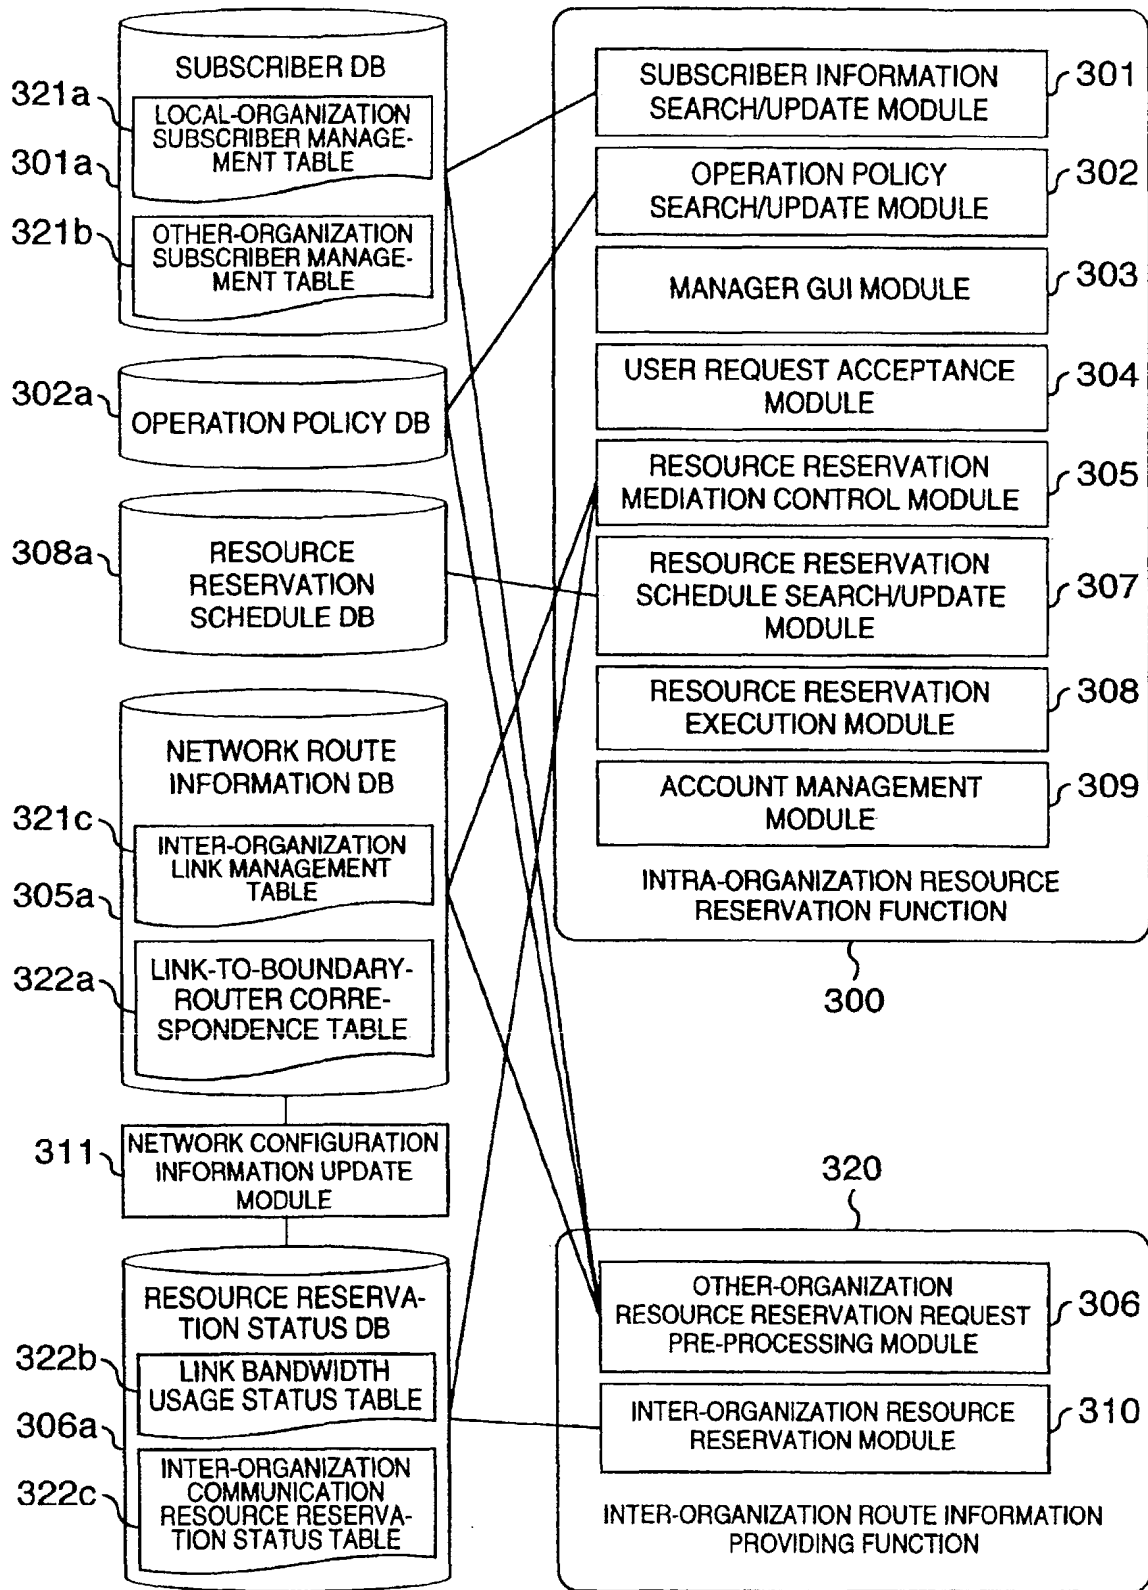 SUBSCRIBER DB
321a
LOCAL-ORGANIZATION
SUBSCRIBER MANAGE-
MENT TABLE
301a
321b
OTHER-ORGANIZATION
SUBSCRIBER MANAGE-
MENT TABLE
302a
OPERATION POLICY DB
308a
RESOURCE
RESERVATION
SCHEDULE DB
NETWORK ROUTE
INFORMATION DB
321c
INTER-ORGANIZATION
LINK MANAGEMENT
TABLE
305a
322a
LINK-TO-BOUNDARY-
ROUTER CORRE-
SPONDENCE TABLE
311
NETWORK CONFIGURATION
INFORMATION UPDATE
MODULE
RESOURCE RESERVA-
TION STATUS DB
322b
LINK BANDWIDTH
USAGE STATUS TABLE
306a
322c
INTER-ORGANIZATION
COMMUNICATION
RESOURCE RESERVA-
TION STATUS TABLE
SUBSCRIBER INFORMATION
SEARCH/UPDATE MODULE
301
OPERATION POLICY
SEARCH/UPDATE MODULE
302
MANAGER GUI MODULE
303
USER REQUEST ACCEPTANCE
MODULE
304
RESOURCE RESERVATION
MEDIATION CONTROL MODULE
305
RESOURCE RESERVATION
SCHEDULE SEARCH/UPDATE
MODULE
307
RESOURCE RESERVATION
EXECUTION MODULE
308
ACCOUNT MANAGEMENT
MODULE
309
INTRA-ORGANIZATION RESOURCE
RESERVATION FUNCTION
300
320
OTHER-ORGANIZATION
RESOURCE RESERVATION REQUEST
PRE-PROCESSING MODULE
306
INTER-ORGANIZATION RESOURCE
RESERVATION MODULE
310
INTER-ORGANIZATION ROUTE INFORMATION
PROVIDING FUNCTION